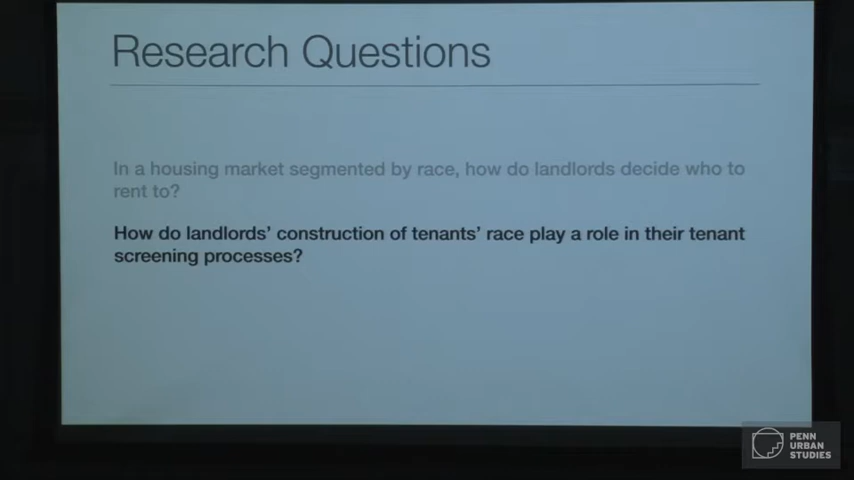 Research Questions
In a housing market segmented by race, how do landlords decide who to
rent to?
How do landlords’ construction of tenants’ race play a role in their tenant
screening processes?
PENN
URBAN
STUDIES